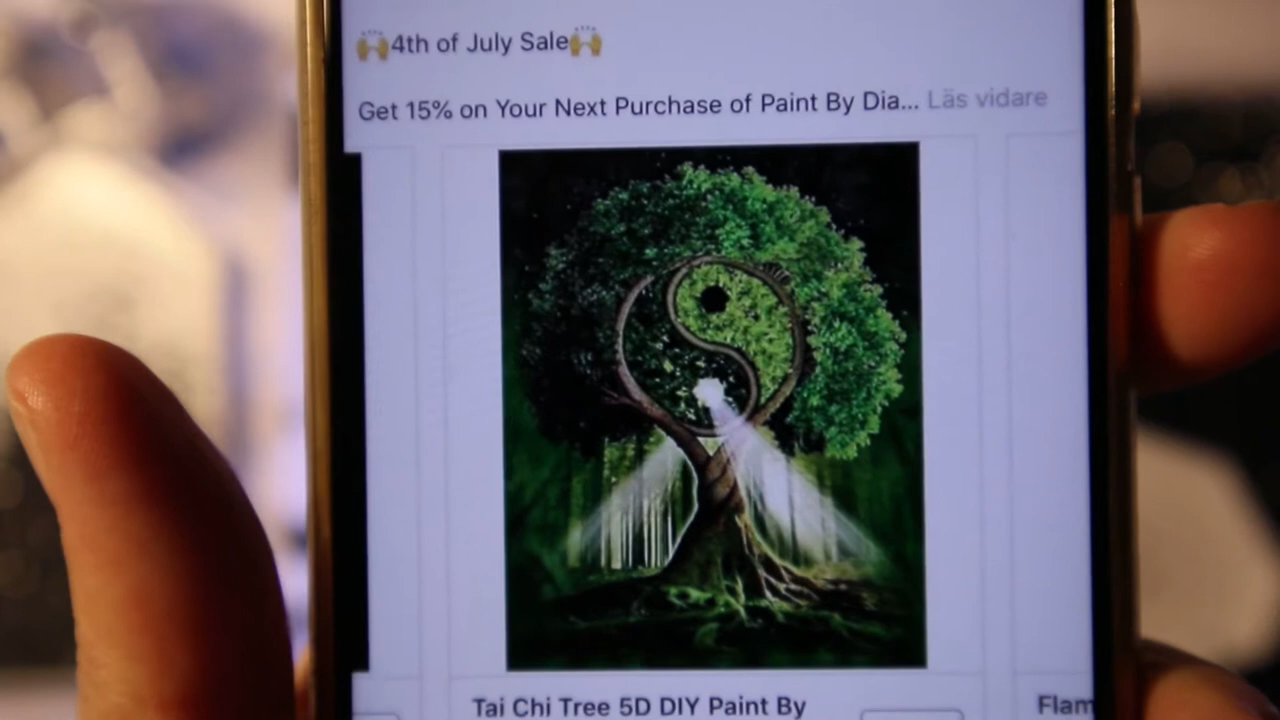 🙌4th of July Sale🙌
Get 15% on Your Next Purchase of Paint By Dia... Läs vidare
Tai Chi Tree 5D DIY Paint By
Flam